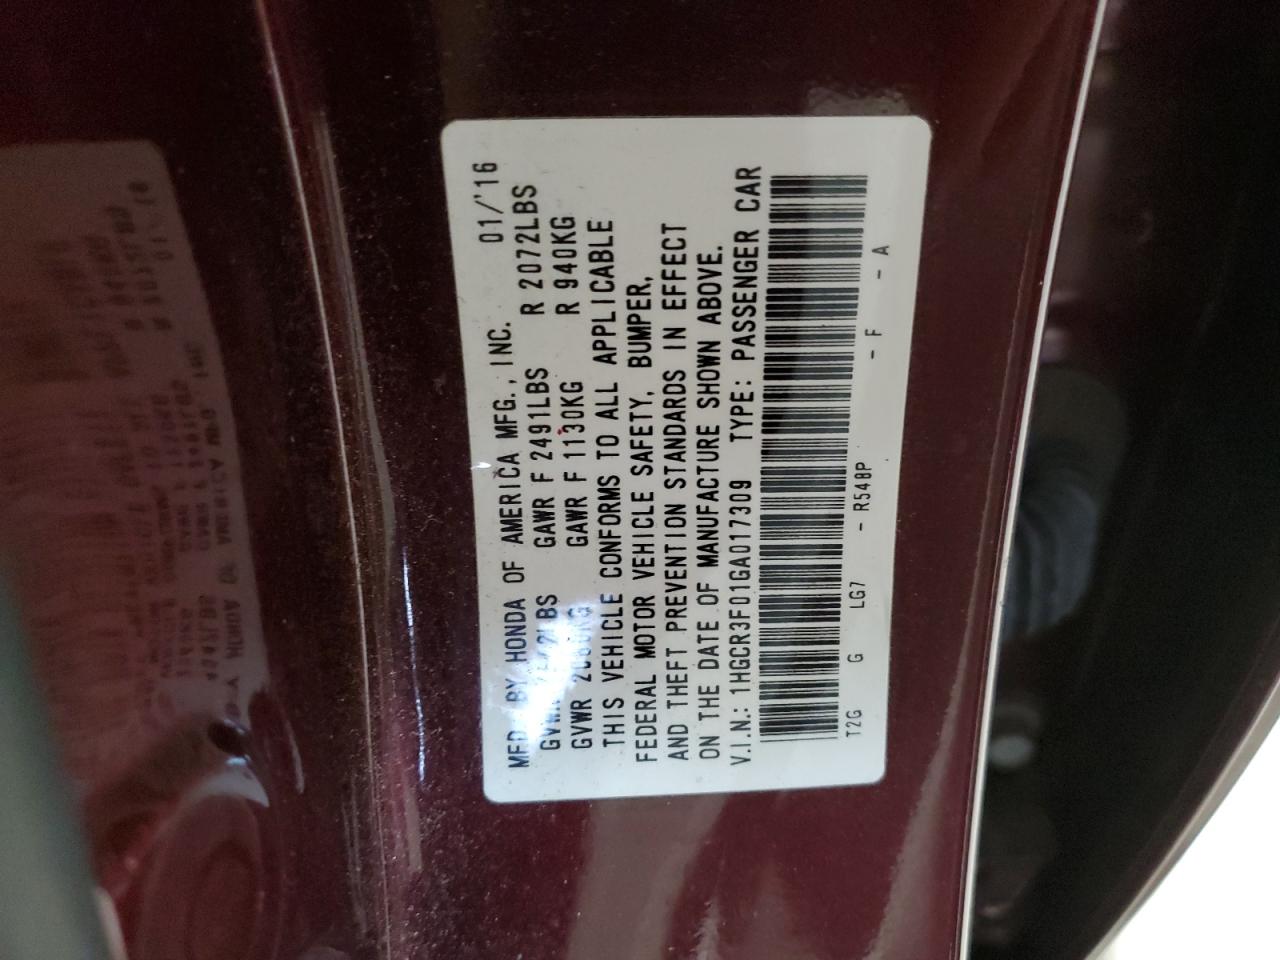 MFD. BY HONDA OF AMERICA MFG., INC. 01/'16
GAWR F 2491LBS R 2072LBS
GVWR GAWR F 1130KG R 940KG
THIS VEHICLE CONFORMS TO ALL APPLICABLE
FEDERAL MOTOR VEHICLE SAFETY, BUMPER,
AND THEFT PREVENTION STANDARDS IN EFFECT
ON THE DATE OF MANUFACTURE SHOWN ABOVE.
V.I.N.: 1HGCR3F01GA017309 TYPE: PASSENGER CAR
T2G G LG7 - R548P - F - A